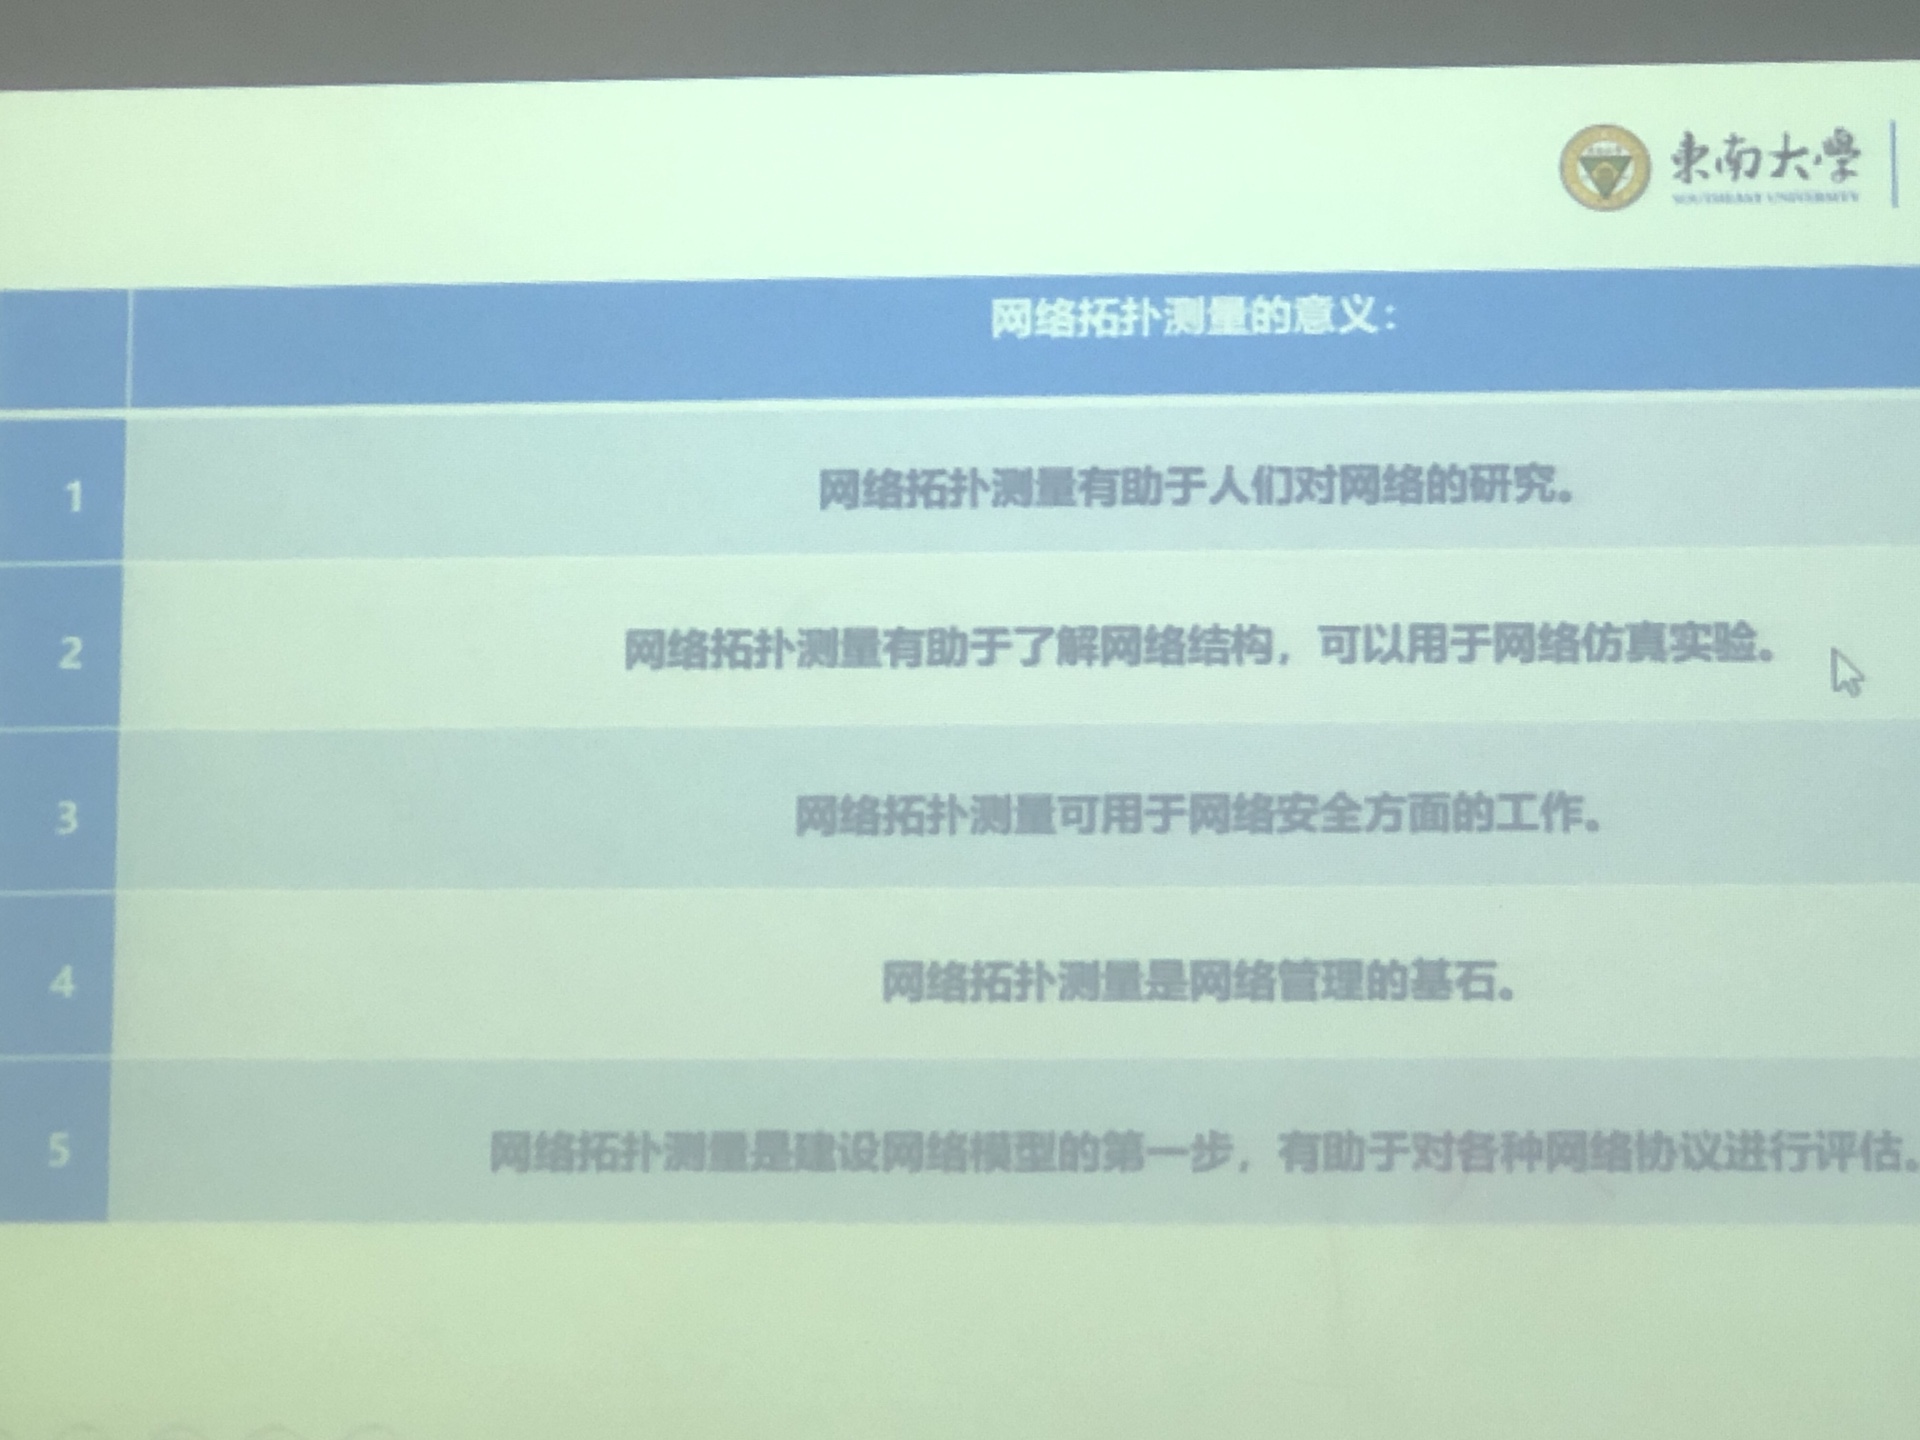 東南大學
SOUTHEAST UNIVERSITY
网络拓扑测量的意义：
1 网络拓扑测量有助于人们对网络的研究。
2 网络拓扑测量有助于了解网络结构，可以用于网络仿真实验。
3 网络拓扑测量可用于网络安全方面的工作。
4 网络拓扑测量是网络管理的基石。
5 网络拓扑测量是建设网络模型的第一步，有助于对各种网络协议进行评估。